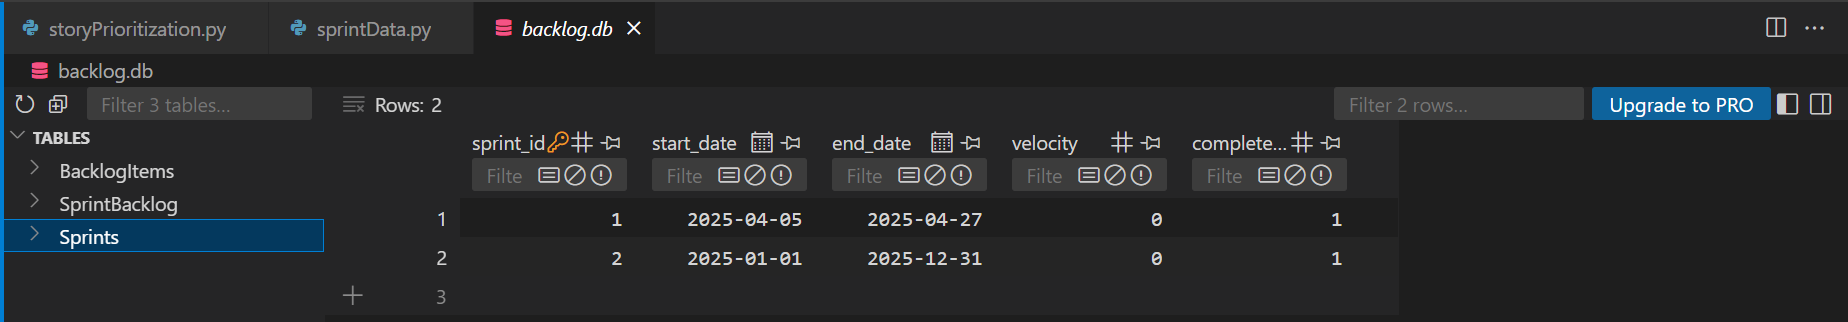 storyPrioritization.py sprintData.py backlog.db
backlog.db
Filter 3 tables... Rows: 2 Filter 2 rows... Upgrade to PRO
TABLES
sprint_id start_date end_date velocity complete...
BacklogItems
Filte Filte Filte Filte Filte
SprintBacklog
Sprints
1 1 2025-04-05 2025-04-27 0 1
2 2 2025-01-01 2025-12-31 0 1
3